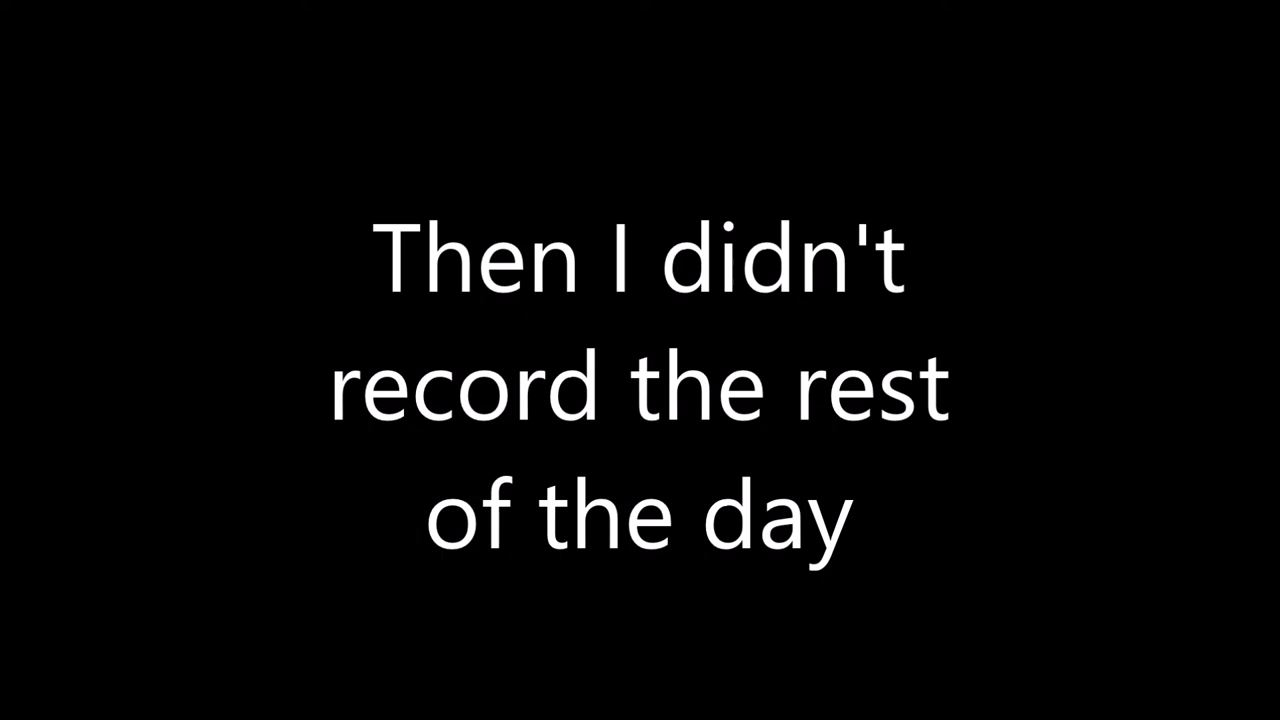 Then I didn't
record the rest
of the day